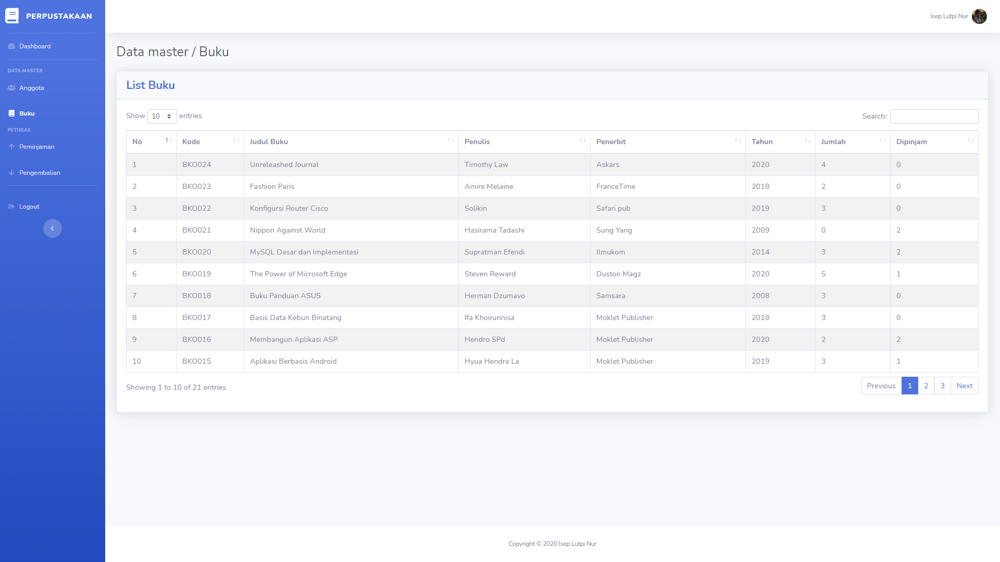 PERPUSTAKAAN
Isep Lutpi Nur
Dashboard
DATA MASTER
Anggota
Buku
PETUGAS
Peminjaman
Pengembalian
Logout
Data master / Buku
List Buku
Show 10 entries
Search:
No Kode Judul Buku Penulis Penerbit Tahun Jumlah Dipinjam
1 BKO024 Unreleashed Journal Timothy Law Askars 2020 4 0
2 BKO023 Fashion Paris Amire Melaine FranceTime 2018 2 0
3 BKO022 Konfigursi Router Cisco Solikin Safari pub 2019 3 0
4 BKO021 Nippon Against World Hasirama Tadashi Sung Yang 2009 0 2
5 BKO020 MySQL Dasar dan Implementasi Supratman Efendi Ilmukom 2014 3 2
6 BKO019 The Power of Microsoft Edge Steven Reward Duston Magz 2020 5 1
7 BKO018 Buku Panduan ASUS Herman Dzumavo Samsara 2008 3 0
8 BKO017 Basis Data Kebun Binatang Ifa Khoirunnisa Moklet Publisher 2018 3 0
9 BKO016 Membangun Aplikasi ASP Hendro SPd Moklet Publisher 2020 2 2
10 BKO015 Aplikasi Berbasis Android Hyua Hendra La Moklet Publisher 2019 3 1
Showing 1 to 10 of 21 entries
Previous 1 2 3 Next
Copyright © 2020 Isep Lutpi Nur